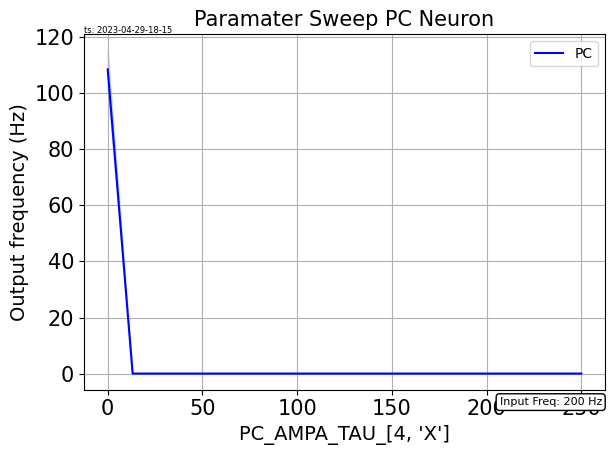 Paramater Sweep PC Neuron
ts: 2023-04-29-18-15
PC
Output frequency (Hz)
120
100
80
60
40
20
0
0 50 100 150 200 250
Input Freq: 200 Hz
PC_AMPA_TAU_[4, 'X']